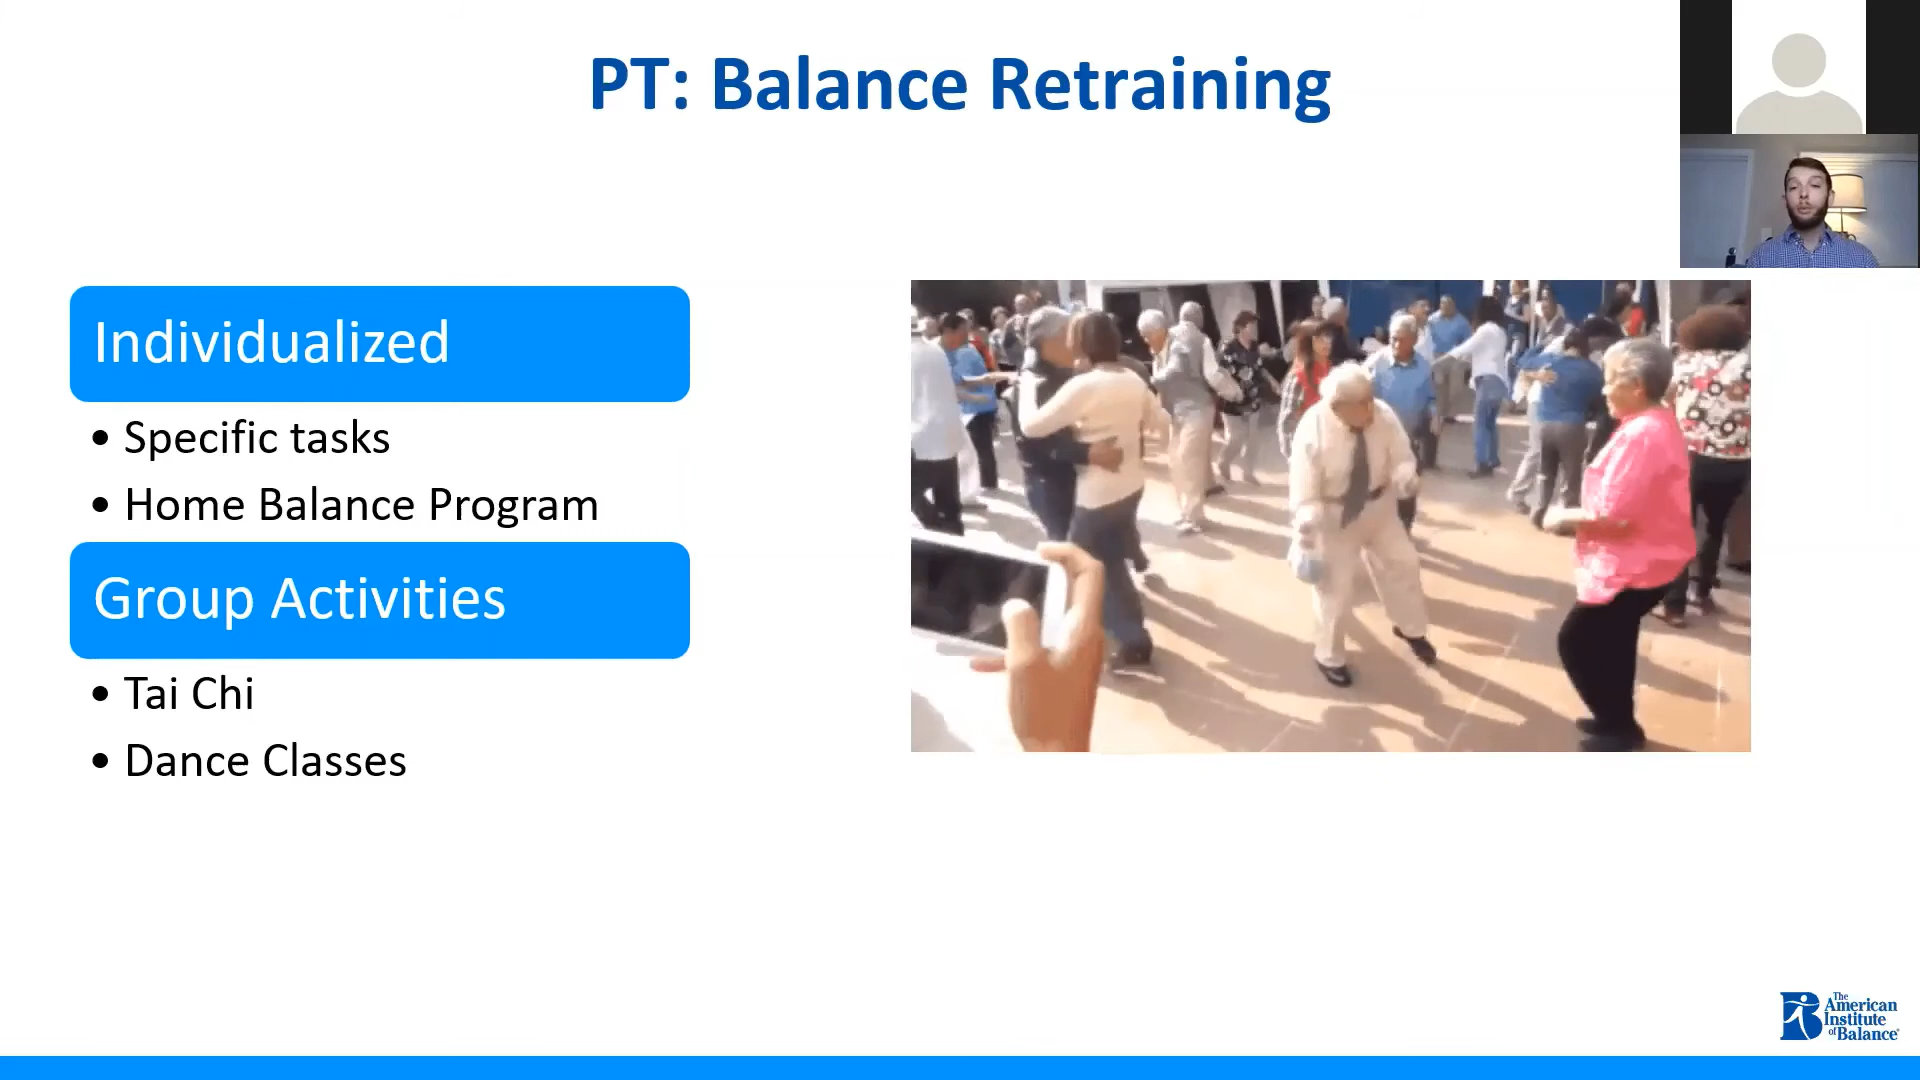 PT: Balance Retraining
Individualized
• Specific tasks
• Home Balance Program
Group Activities
• Tai Chi
• Dance Classes
The
American
Institute
of Balance